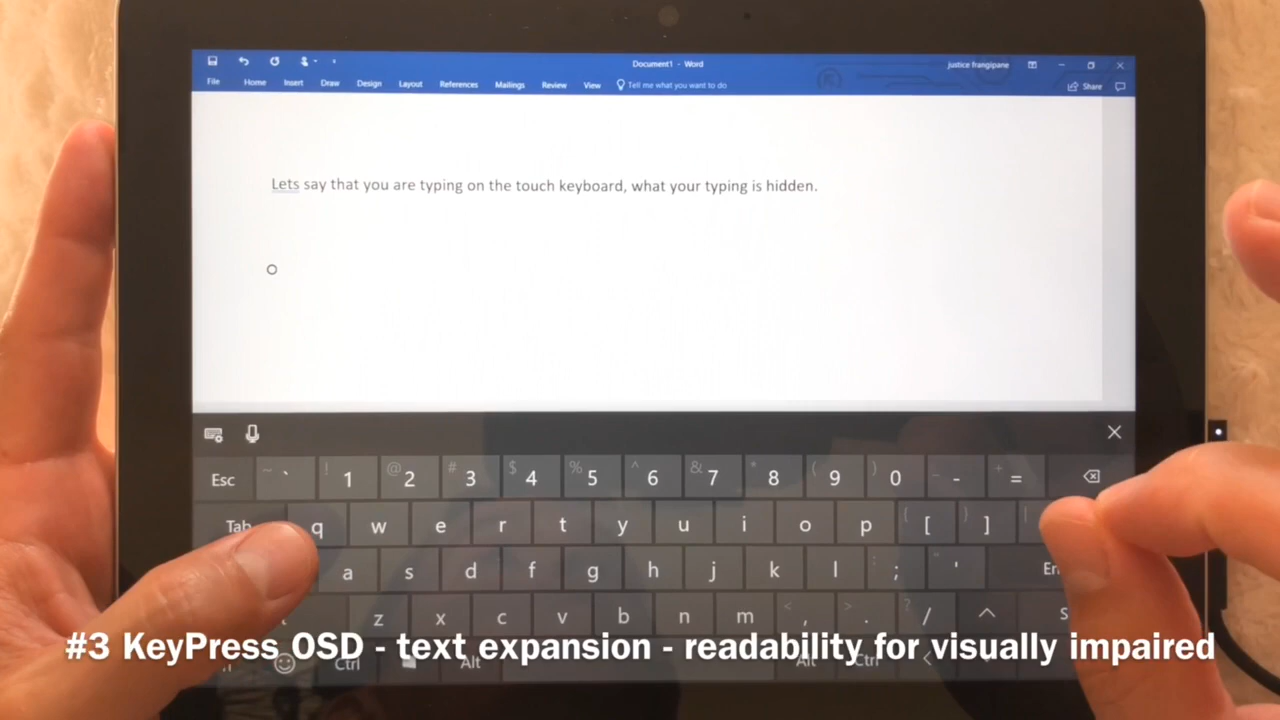 Document1 - Word
justice frangipane
File Home Insert Draw Design Layout References Mailings Review View Tell me what you want to do
Share
Lets say that you are typing on the touch keyboard, what your typing is hidden.
Esc ~ ` ! 1 @ 2 # 3 $ 4 % 5 ^ 6 & 7 * 8 ( 9 ) 0 _ - + =
Tab q w e r t y u i o p { [ } ] |
a s d f g h j k l : ; " '
z x c v b n m < , > . ? /
#3 KeyPress OSD - text expansion - readability for visually impaired
Ctrl Alt Alt Ctrl